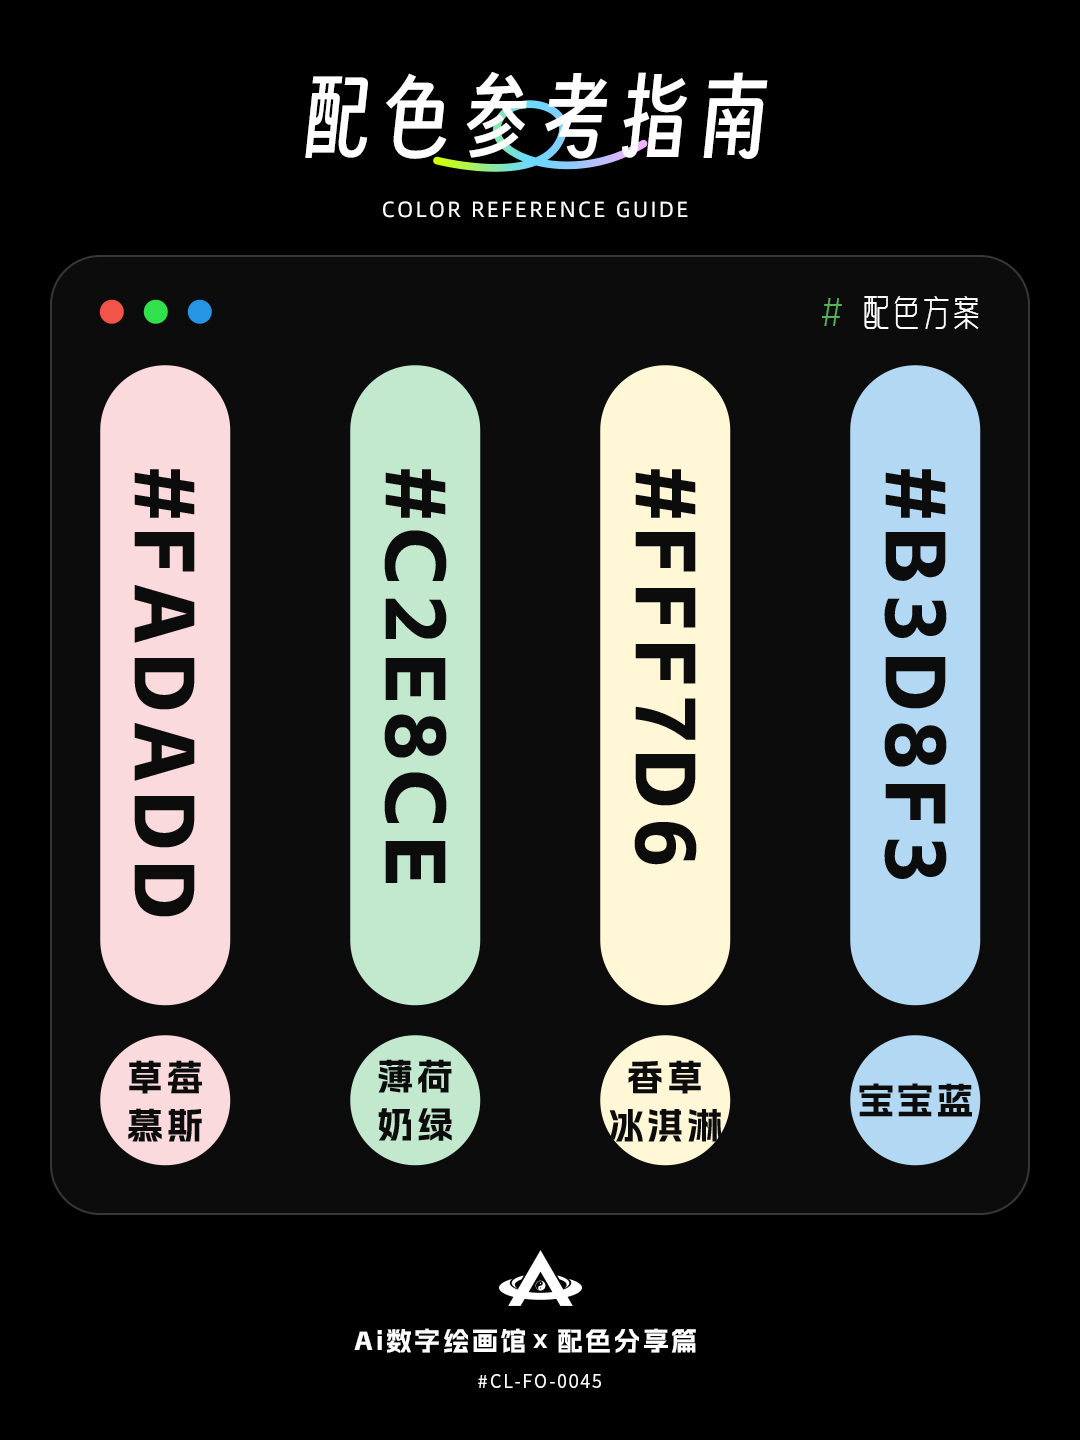 配色参考指南
COLOR REFERENCE GUIDE
# 配色方案
#FADADD
#C2E8CE
#FFF7D6
#B3D8F3
草莓
慕斯
薄荷
奶绿
香草
冰淇淋
宝宝蓝
Ai数字绘画馆 x 配色分享篇
#CL-FO-0045